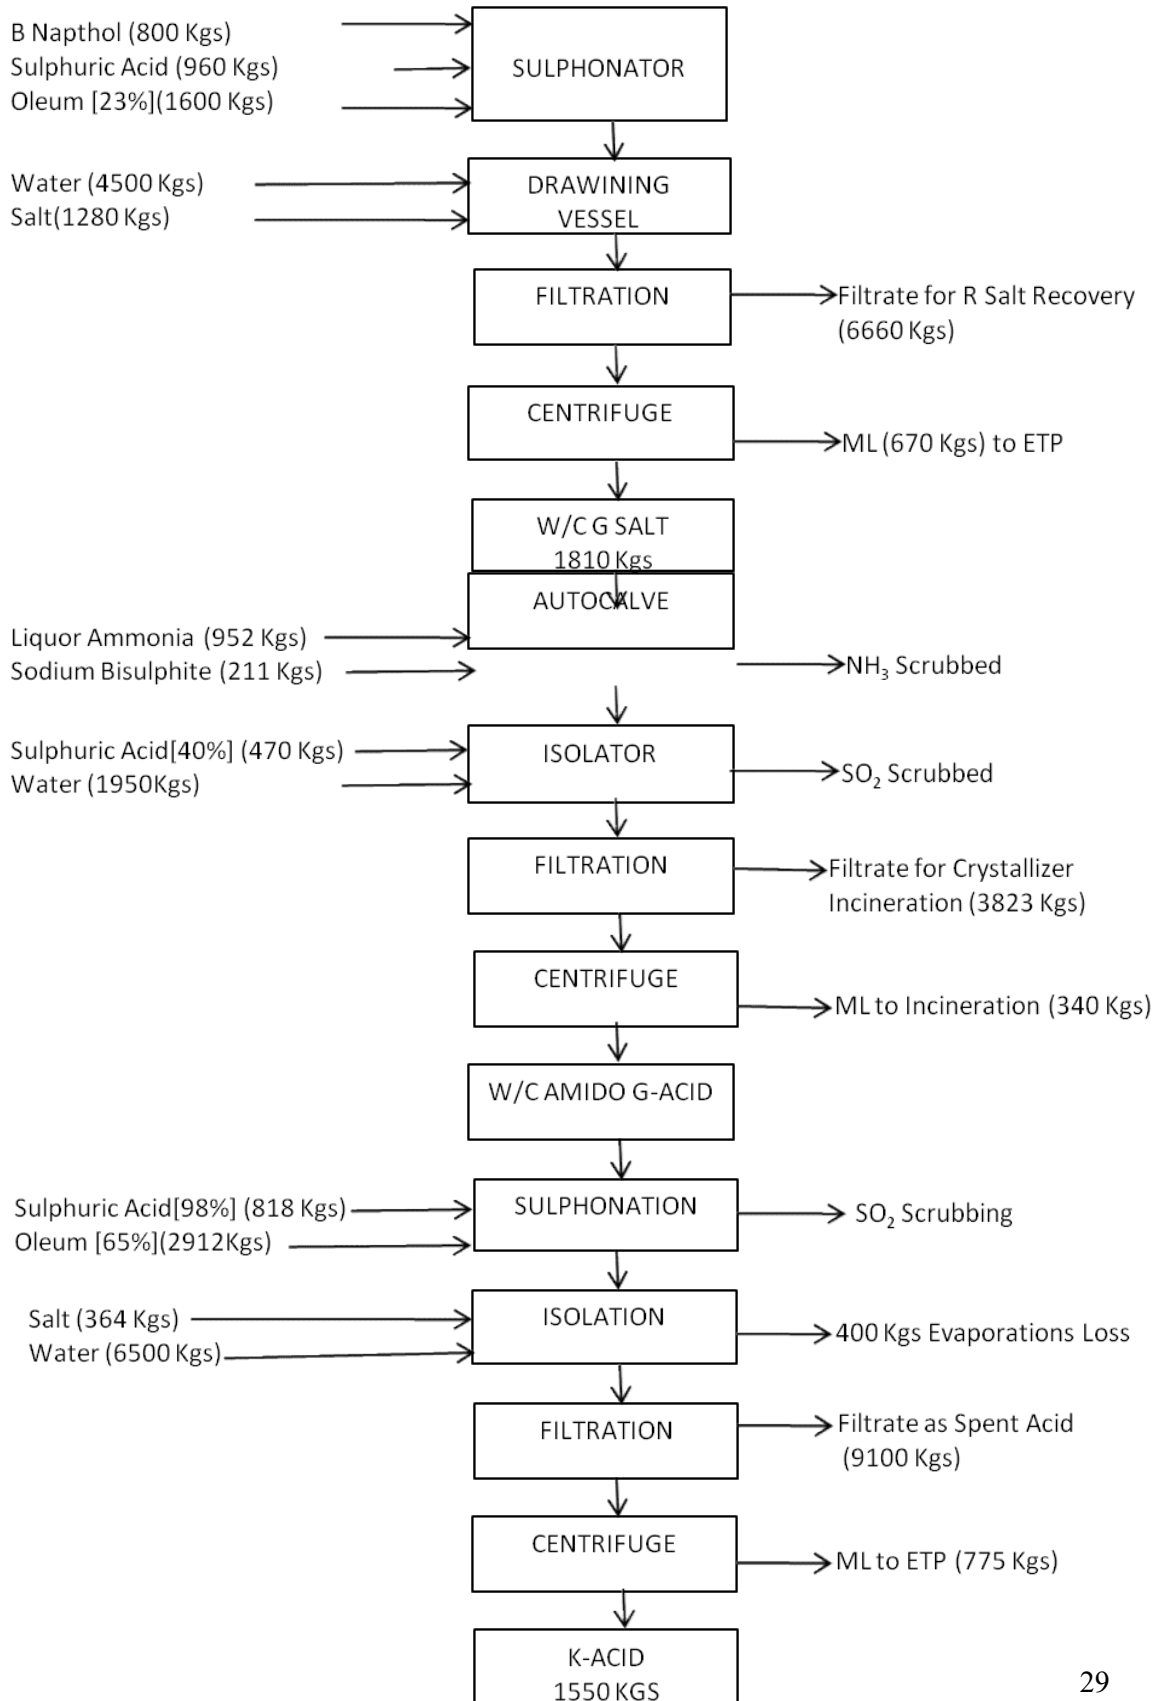 B Napthol (800 Kgs)
Sulphuric Acid (960 Kgs)
Oleum [23%](1600 Kgs)
SULPHONATOR
Water (4500 Kgs)
Salt(1280 Kgs)
DRAWINING
VESSEL
FILTRATION
Filtrate for R Salt Recovery
(6660 Kgs)
CENTRIFUGE
ML (670 Kgs) to ETP
W/C G SALT
1810 Kgs
AUTOCALVE
Liquor Ammonia (952 Kgs)
Sodium Bisulphite (211 Kgs)
NH₃ Scrubbed
Sulphuric Acid[40%] (470 Kgs)
Water (1950Kgs)
ISOLATOR
SO₂ Scrubbed
FILTRATION
Filtrate for Crystallizer
Incineration (3823 Kgs)
CENTRIFUGE
ML to Incineration (340 Kgs)
W/C AMIDO G-ACID
Sulphuric Acid[98%] (818 Kgs)
Oleum [65%](2912Kgs)
SULPHONATION
SO₂ Scrubbing
Salt (364 Kgs)
Water (6500 Kgs)
ISOLATION
400 Kgs Evaporations Loss
FILTRATION
Filtrate as Spent Acid
(9100 Kgs)
CENTRIFUGE
ML to ETP (775 Kgs)
K-ACID
1550 KGS
29